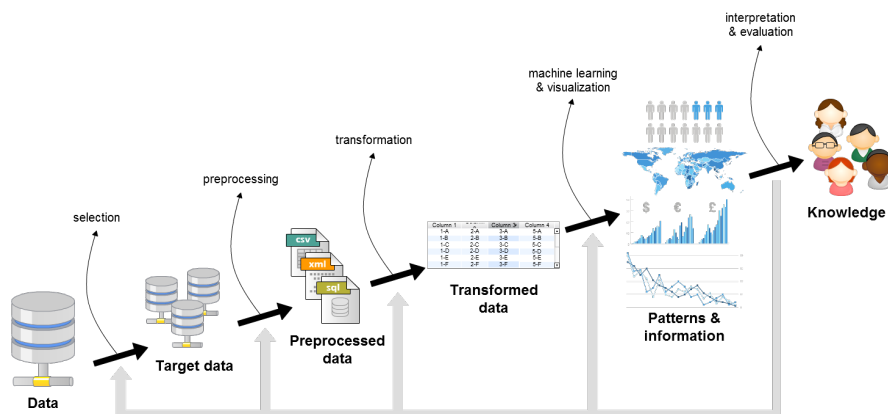 interpretation
& evaluation
machine learning
& visualization
transformation
preprocessing
selection
Knowledge
$ € £
csv
xml
sql
Column 1 Column 3 Column 4
1-A 2-A 3-A 5-A
1-B 2-B 3-B 5-B
1-C 2-C 3-C 5-C
1-D 2-D 3-D 5-D
1-E 2-E 3-E 5-E
1-F 2-F 3-F 5-F
Transformed
data
Patterns &
information
Preprocessed
data
Target data
Data